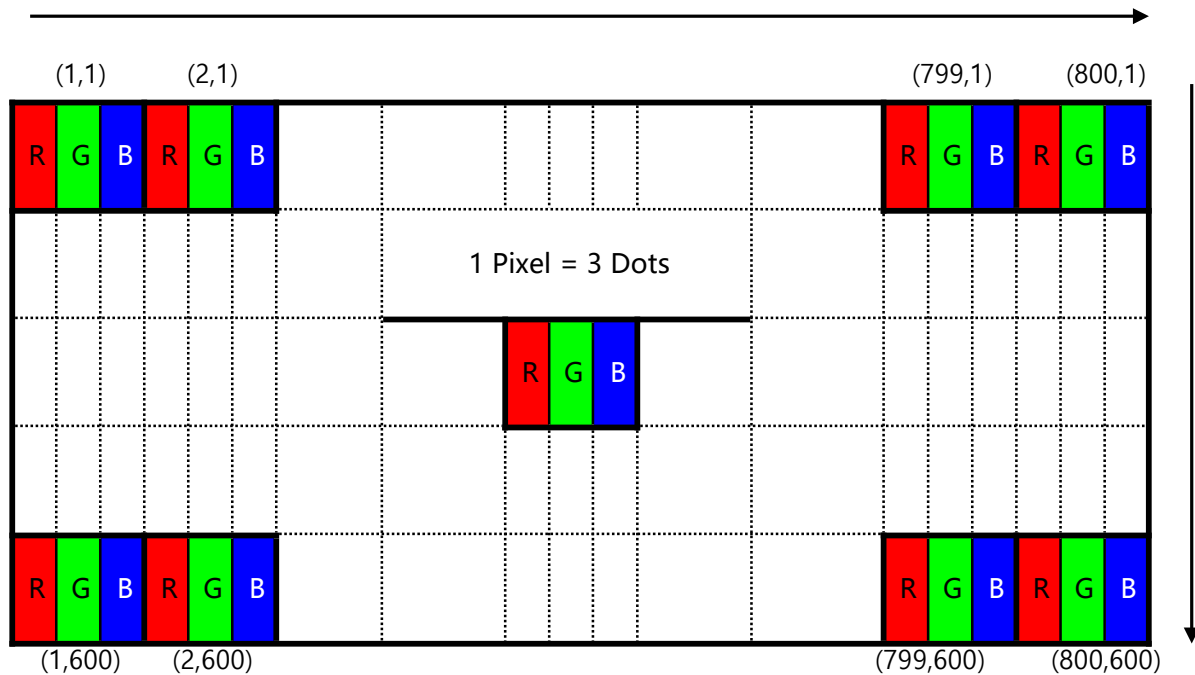 (1,1) (2,1) (799,1) (800,1)
R G B R G B R G B R G B
1 Pixel = 3 Dots
R G B
R G B R G B R G B R G B
(1,600) (2,600) (799,600) (800,600)